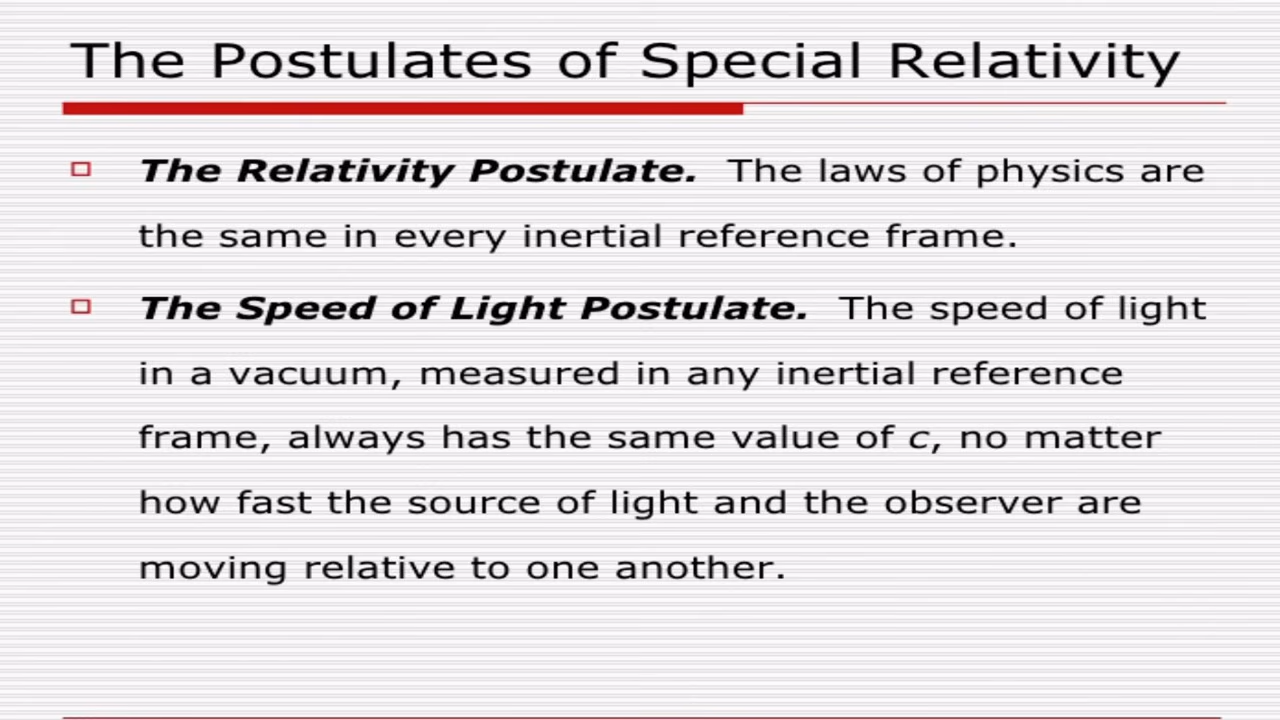 The Postulates of Special Relativity
The Relativity Postulate. The laws of physics are
the same in every inertial reference frame.
The Speed of Light Postulate. The speed of light
in a vacuum, measured in any inertial reference
frame, always has the same value of c, no matter
how fast the source of light and the observer are
moving relative to one another.